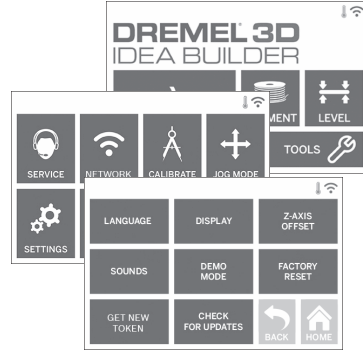 DREMEL 3D
IDEA BUILDER
LEVEL
TOOLS
SERVICE
NETWORK
CALIBRATE
JOG MODE
SETTINGS
LANGUAGE
DISPLAY
Z-AXIS
OFFSET
SOUNDS
DEMO
MODE
FACTORY
RESET
GET NEW
TOKEN
CHECK
FOR UPDATES
BACK
HOME